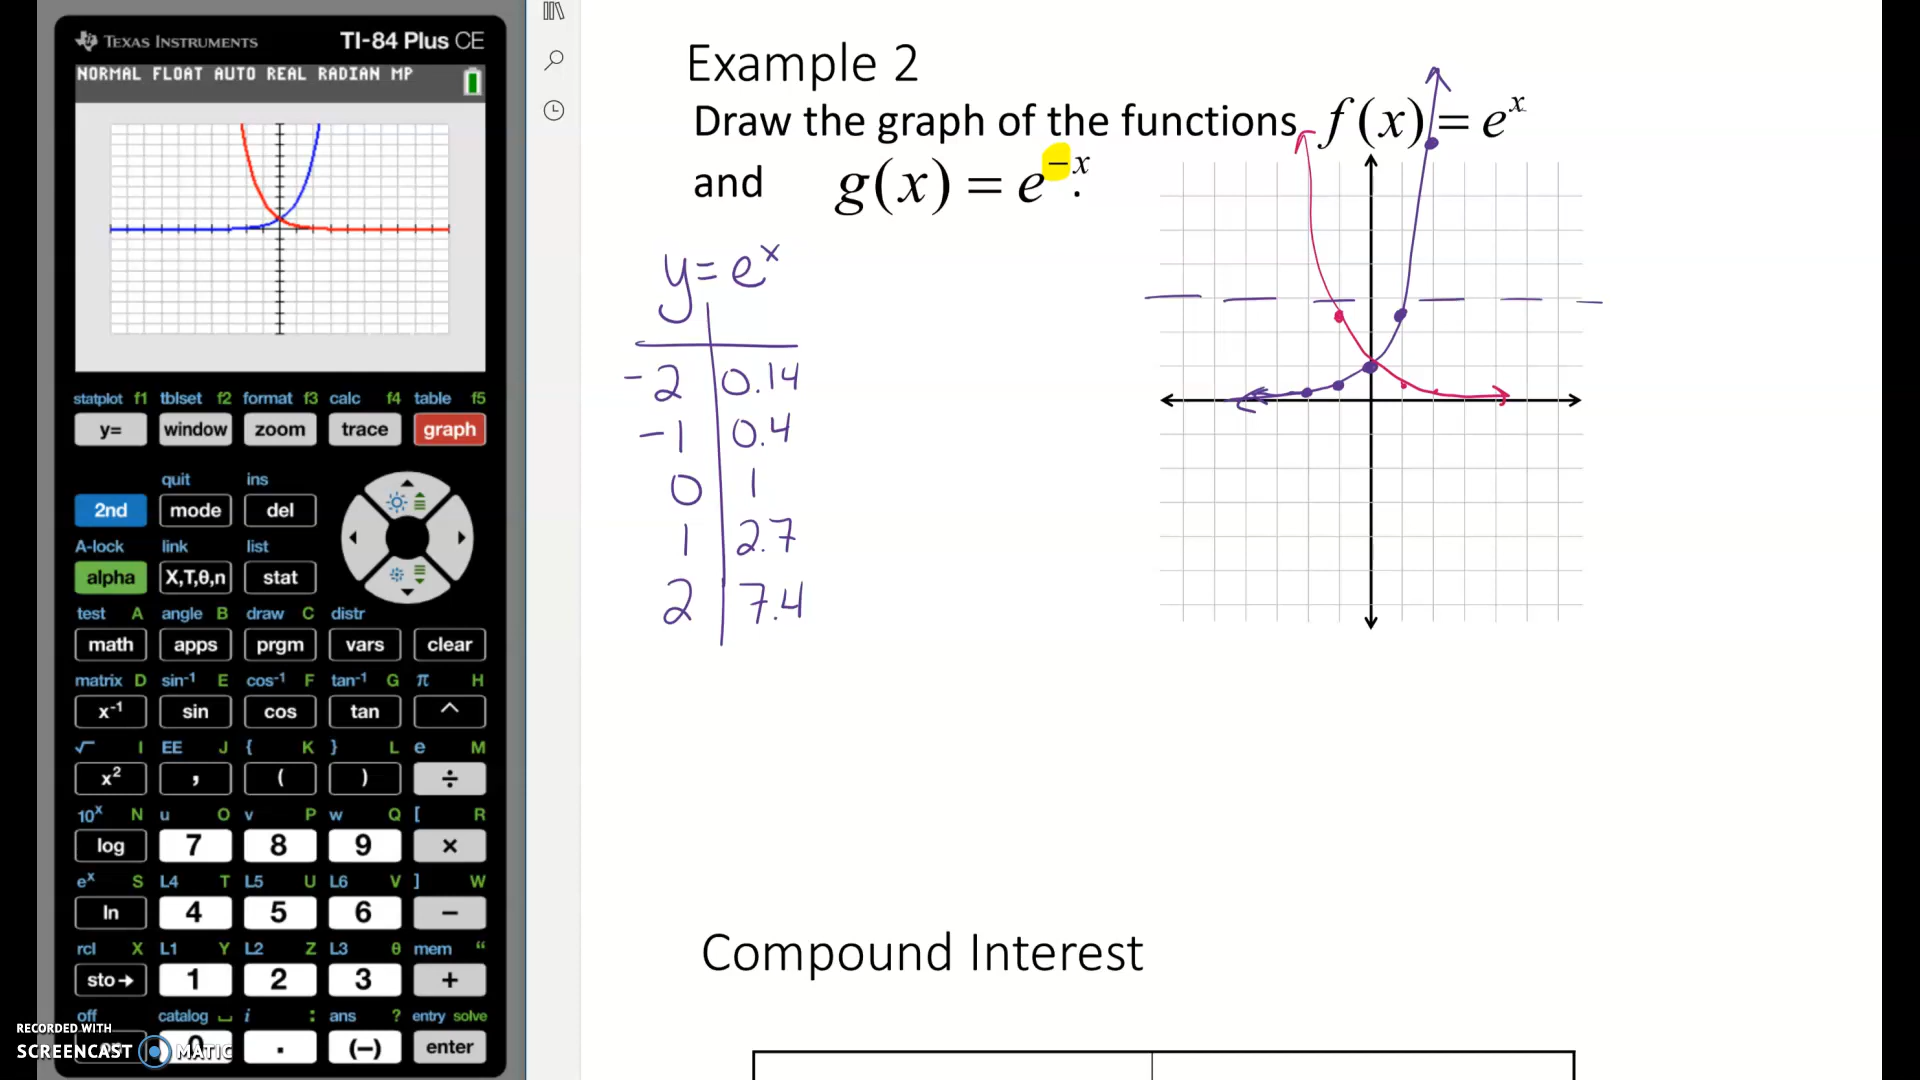 TEXAS INSTRUMENTS TI-84 Plus CE
NORMAL FLOAT AUTO REAL RADIAN MP
statplot f1 tblset f2 format f3 calc f4 table f5
y= window zoom trace graph
quit ins
2nd mode del
A-lock link list
alpha X,T,θ,n stat
test A angle B draw C distr
math apps prgm vars clear
matrix D sin⁻¹ E cos⁻¹ F tan⁻¹ G π H
x⁻¹ sin cos tan ^
√ I EE J { K } L e M
x² , ( ) ÷
10ˣ N u O v P w Q [ R
log 7 8 9 ×
eˣ S L4 T L5 U L6 V ] W
ln 4 5 6 −
rcl X L1 Y L2 Z L3 θ mem “
sto→ 1 2 3 +
off catalog ⎵ i : ans ? entry solve
0 . (−) enter
RECORDED WITH
SCREENCAST MATIC
Example 2
Draw the graph of the functions f(x) = eˣ
and g(x) = e⁻ˣ.
y = eˣ
-2 0.14
-1 0.4
0 1
1 2.7
2 7.4
Compound Interest